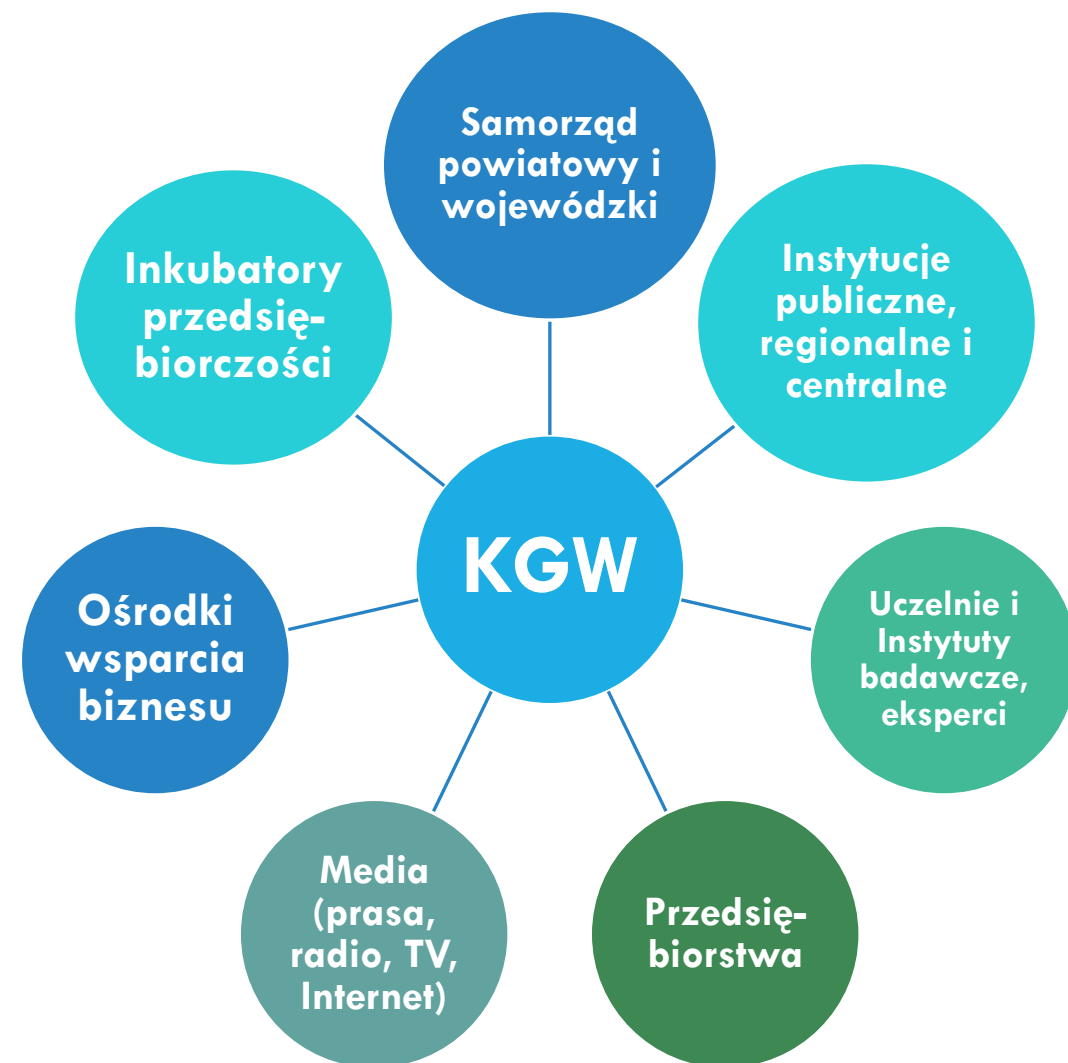 Samorząd
powiatowy i
wojewódzki
Instytucje
publiczne,
regionalne i
centralne
Uczelnie i
Instytuty
badawcze,
eksperci
Przedsię-
biorstwa
Media
(prasa,
radio, TV,
Internet)
Ośrodki
wsparcia
biznesu
Inkubatory
przedsię-
biorczości
KGW